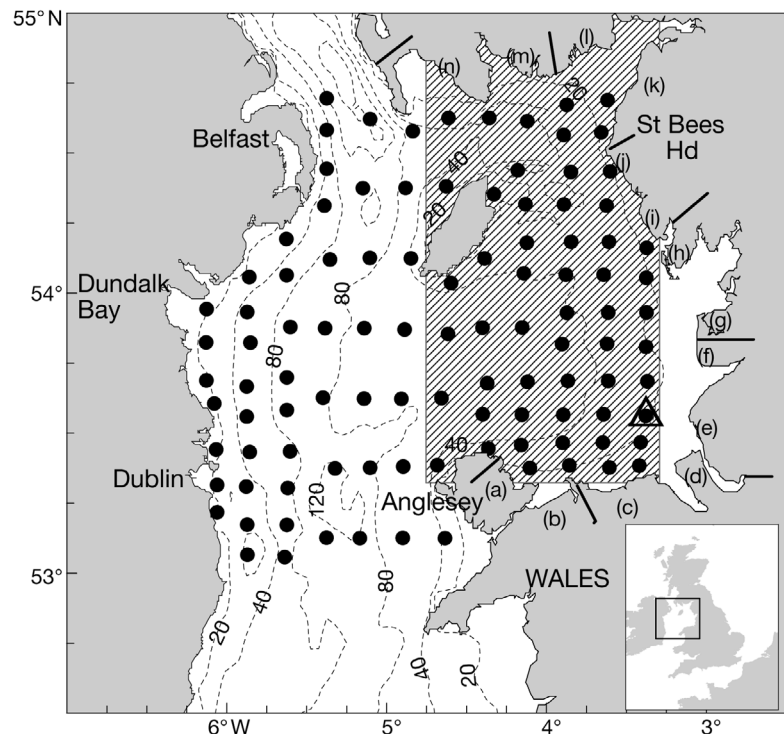 55° N
(l)
(m)
(n)
20
(k)
Belfast
St Bees
Hd
40
(j)
20
(i)
(h)
Dundalk
Bay
54°
80
(g)
80
(f)
(e)
40
Dublin
120
Anglesey
(a)
(d)
(b)
(c)
53°
80
WALES
40
20
40
20
6° W
5°
4°
3°